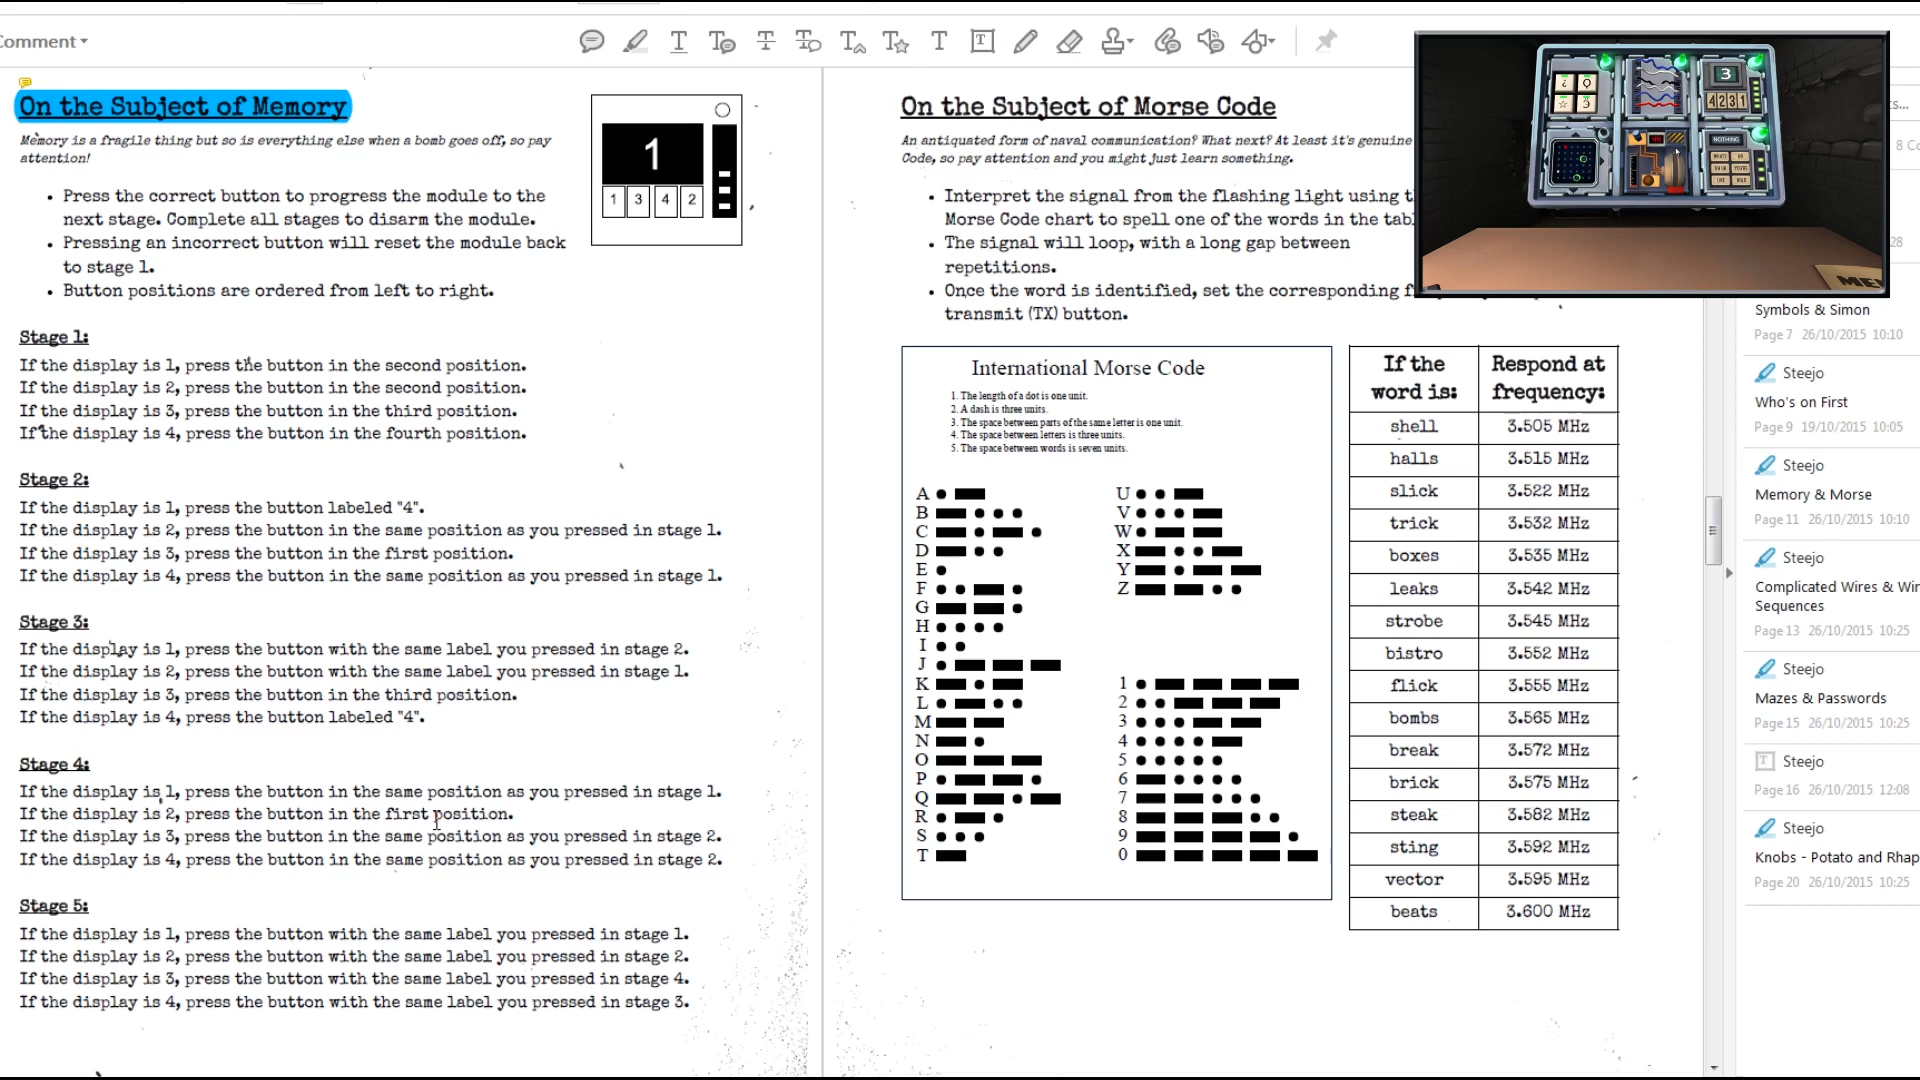 Comment
On the Subject of Memory
Memory is a fragile thing but so is everything else when a bomb goes off, so pay
attention!
1
1 3 4 2
• Press the correct button to progress the module to the
next stage. Complete all stages to disarm the module.
• Pressing an incorrect button will reset the module back
to stage 1.
• Button positions are ordered from left to right.
Stage 1:
If the display is 1, press the button in the second position.
If the display is 2, press the button in the second position.
If the display is 3, press the button in the third position.
If the display is 4, press the button in the fourth position.
Stage 2:
If the display is 1, press the button labeled "4".
If the display is 2, press the button in the same position as you pressed in stage 1.
If the display is 3, press the button in the first position.
If the display is 4, press the button in the same position as you pressed in stage 1.
Stage 3:
If the display is 1, press the button with the same label you pressed in stage 2.
If the display is 2, press the button with the same label you pressed in stage 1.
If the display is 3, press the button in the third position.
If the display is 4, press the button labeled "4".
Stage 4:
If the display is 1, press the button in the same position as you pressed in stage 1.
If the display is 2, press the button in the first position.
If the display is 3, press the button in the same position as you pressed in stage 2.
If the display is 4, press the button in the same position as you pressed in stage 2.
Stage 5:
If the display is 1, press the button with the same label you pressed in stage 1.
If the display is 2, press the button with the same label you pressed in stage 2.
If the display is 3, press the button with the same label you pressed in stage 4.
If the display is 4, press the button with the same label you pressed in stage 3.
On the Subject of Morse Code
An antiquated form of naval communication? What next? At least it's genuine
Code, so pay attention and you might just learn something.
• Interpret the signal from the flashing light using
Morse Code chart to spell one of the words in the
• The signal will loop, with a long gap between
repetitions.
• Once the word is identified, set the corresponding
transmit (TX) button.
International Morse Code
1. The length of a dot is one unit.
2. A dash is three units.
3. The space between parts of the same letter is one unit.
4. The space between letters is three units.
5. The space between words is seven units.
A
B
C
D
E
F
G
H
I
J
K
L
M
N
O
P
Q
R
S
T
U
V
W
X
Y
Z
1
2
3
4
5
6
7
8
9
0
If the word is: Respond at frequency:
shell 3.505 MHz
halls 3.515 MHz
slick 3.522 MHz
trick 3.532 MHz
boxes 3.535 MHz
leaks 3.542 MHz
strobe 3.545 MHz
bistro 3.552 MHz
flick 3.555 MHz
bombs 3.565 MHz
break 3.572 MHz
brick 3.575 MHz
steak 3.582 MHz
sting 3.592 MHz
vector 3.595 MHz
beats 3.600 MHz
3
4 2 3 1
NOTHING
8 Co
28
Symbols & Simon
Page 7 26/10/2015 10:10
Steejo
Who's on First
Page 9 19/10/2015 10:05
Steejo
Memory & Morse
Page 11 26/10/2015 10:10
Steejo
Complicated Wires & Wir
Sequences
Page 13 26/10/2015 10:25
Steejo
Mazes & Passwords
Page 15 26/10/2015 10:25
Steejo
Page 16 26/10/2015 12:08
Steejo
Knobs - Potato and Rhap
Page 20 26/10/2015 10:25